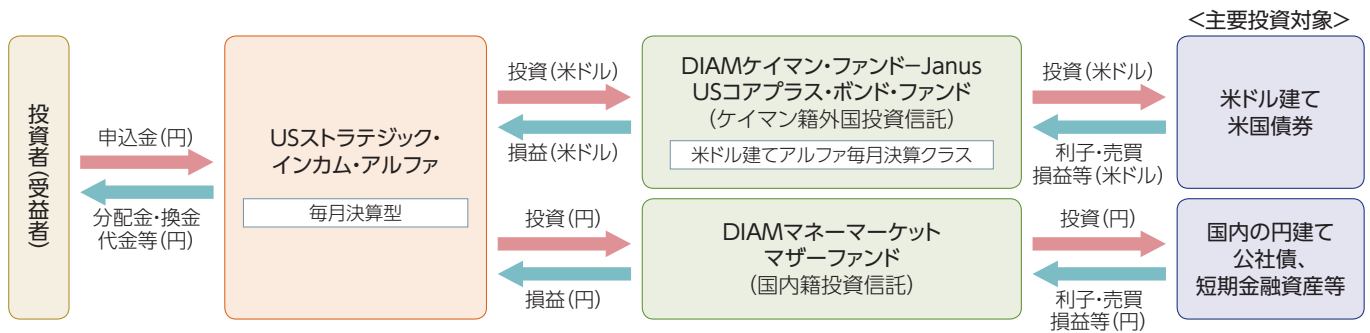 <主要投資対象>
投資者(受益者)
申込金(円)
分配金・換金
代金等(円)
USストラテジック・
インカム・アルファ
毎月決算型
投資(米ドル)
損益(米ドル)
DIAMケイマン・ファンドーJanus
USコアプラス・ボンド・ファンド
(ケイマン籍外国投資信託)
米ドル建てアルファ毎月決算クラス
投資(米ドル)
利子・売買
損益等(米ドル)
米ドル建て
米国債券
投資(円)
損益(円)
DIAMマネーマーケット
マザーファンド
(国内籍投資信託)
投資(円)
利子・売買
損益等(円)
国内の円建て
公社債、
短期金融資産等